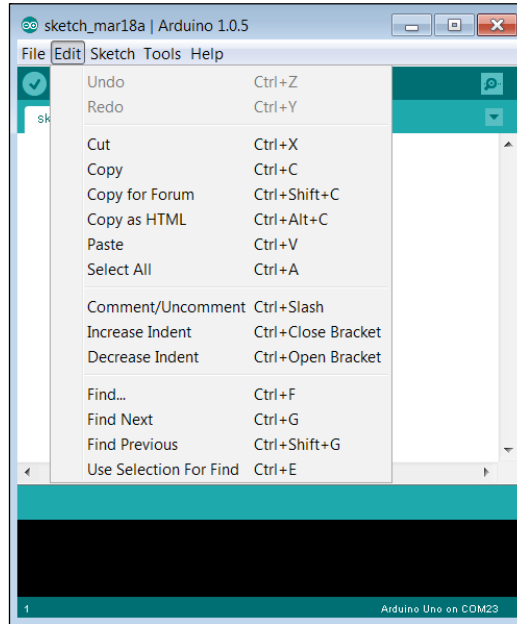 sketch_mar18a | Arduino 1.0.5
File Edit Sketch Tools Help
sk
Undo Ctrl+Z
Redo Ctrl+Y
Cut Ctrl+X
Copy Ctrl+C
Copy for Forum Ctrl+Shift+C
Copy as HTML Ctrl+Alt+C
Paste Ctrl+V
Select All Ctrl+A
Comment/Uncomment Ctrl+Slash
Increase Indent Ctrl+Close Bracket
Decrease Indent Ctrl+Open Bracket
Find... Ctrl+F
Find Next Ctrl+G
Find Previous Ctrl+Shift+G
Use Selection For Find Ctrl+E
1 Arduino Uno on COM23